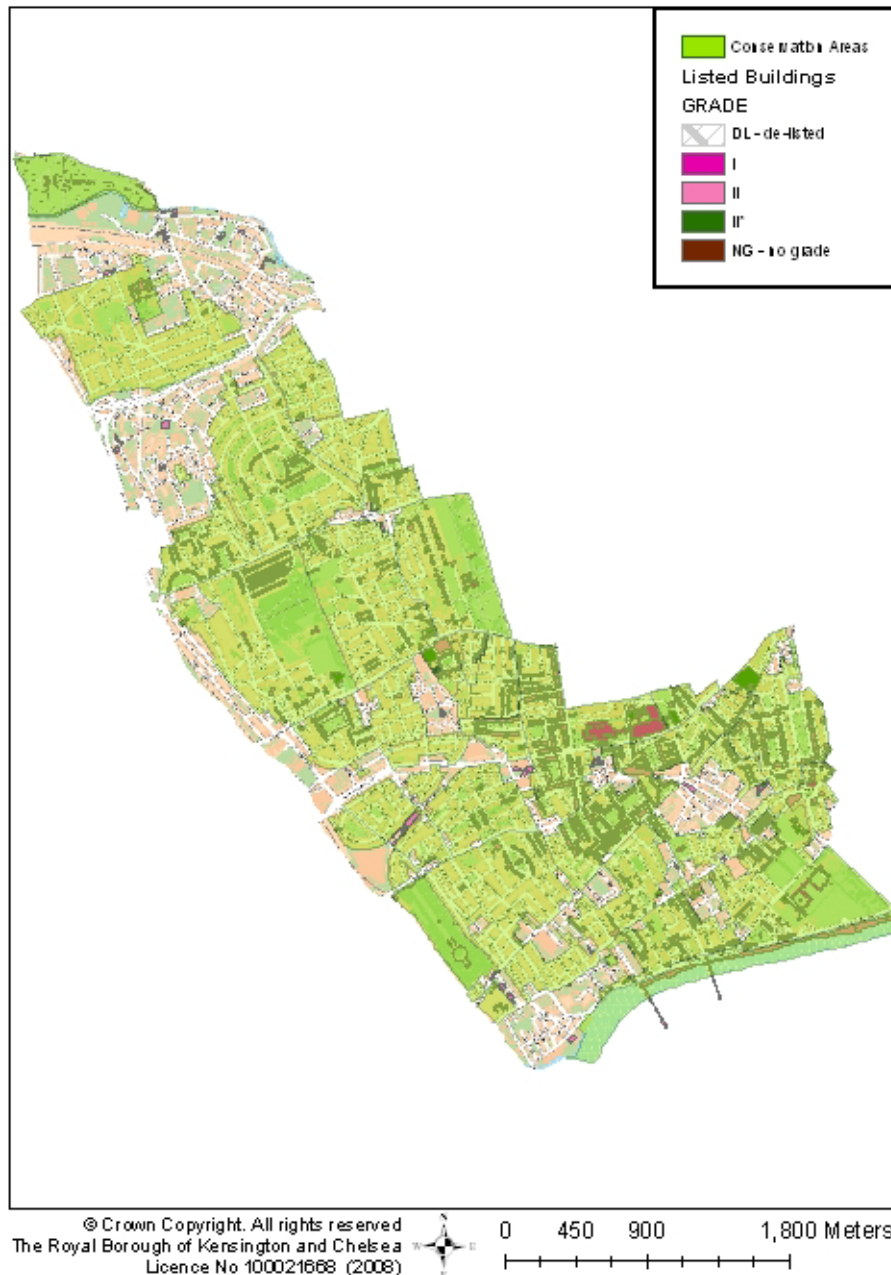 Conservation Areas
Listed Buildings
GRADE
DL - de-listed
I
II
II*
NG - no grade
© Crown Copyright. All rights reserved
The Royal Borough of Kensington and Chelsea
Licence No 100021668 (2008)
N
W E
S
0 450 900 1,800 Meters